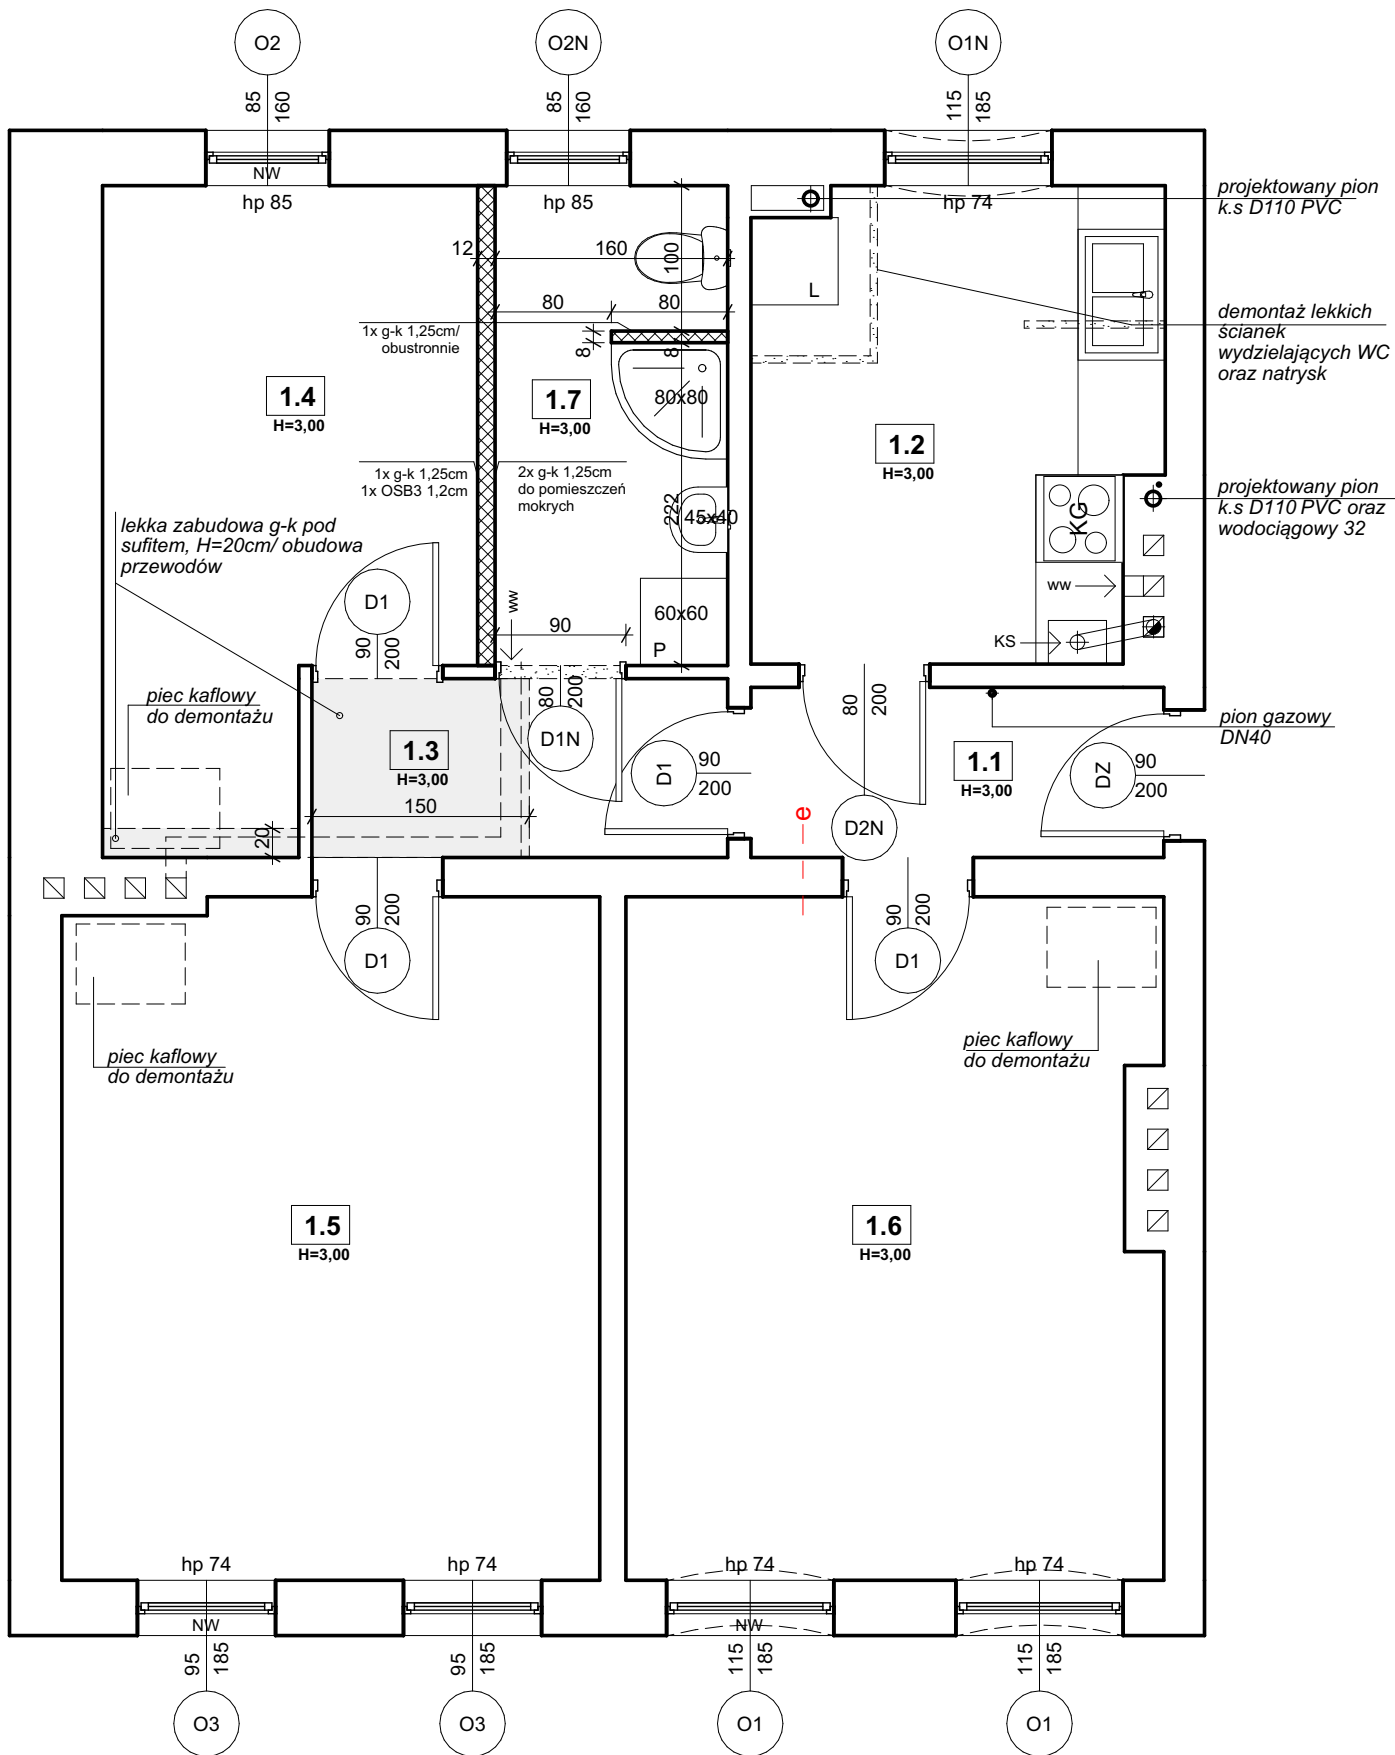 O2
O2N
O1N
85
160
85
160
115
185
NW
hp 85
hp 85
hp 74
projektowany pion
k.s D110 PVC
12
160
100
L
80
80
1x g-k 1,25cm/
obustronnie
8
8
demontaż lekkich
ścianek
wydzielających WC
oraz natrysk
1.4
H=3,00
1.7
H=3,00
80x80
1.2
H=3,00
1x g-k 1,25cm
1x OSB3 1,2cm
2x g-k 1,25cm
do pomieszczeń
mokrych
222
45x40
KG
projektowany pion
k.s D110 PVC oraz
wodociągowy 32
lekka zabudowa g-k pod
sufitem, H=20cm/ obudowa
przewodów
D1
90
200
ww
90
60x60
P
ww
KS
piec kaflowy
do demontażu
1.3
H=3,00
80
200
D1N
D1
90
200
80
200
D2N
1.1
H=3,00
DZ
90
200
pion gazowy
DN40
150
20
e
90
200
D1
90
200
D1
piec kaflowy
do demontażu
piec kaflowy
do demontażu
1.5
H=3,00
1.6
H=3,00
hp 74
hp 74
hp 74
hp 74
NW
NW
95
185
95
185
115
185
115
185
O3
O3
O1
O1